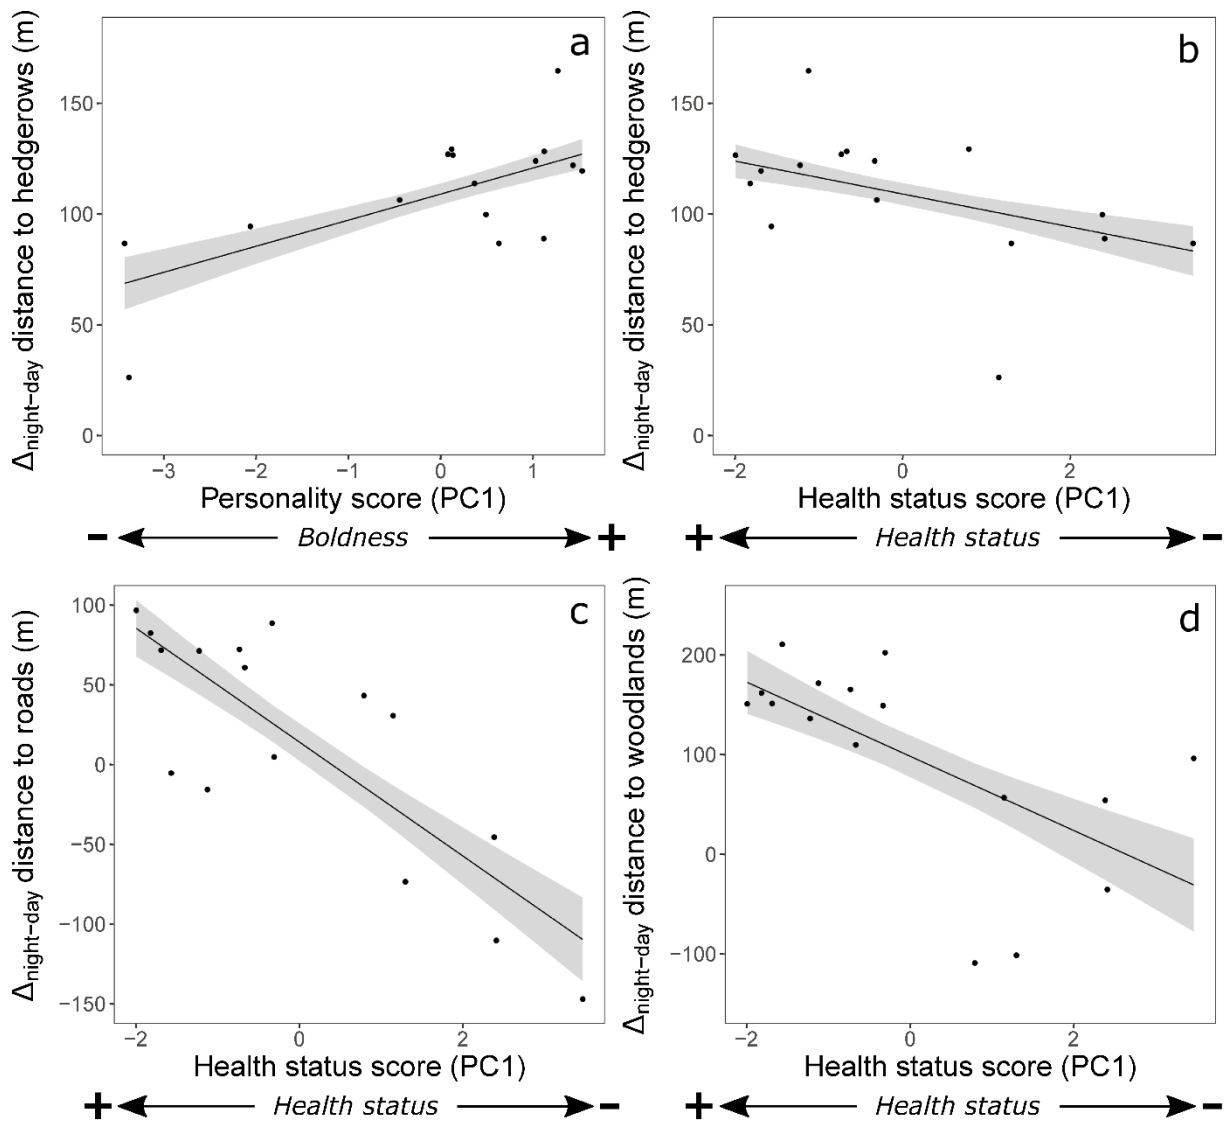 a
Δnight−day distance to hedgerows (m)
150
100
50
0
−3 −2 −1 0 1
Personality score (PC1)
− Boldness +
b
Δnight−day distance to hedgerows (m)
150
100
50
0
−2 0 2
Health status score (PC1)
+ Health status −
c
Δnight−day distance to roads (m)
100
50
0
−50
−100
−150
−2 0 2
Health status score (PC1)
+ Health status −
d
Δnight−day distance to woodlands (m)
200
100
0
−100
−2 0 2
Health status score (PC1)
+ Health status −